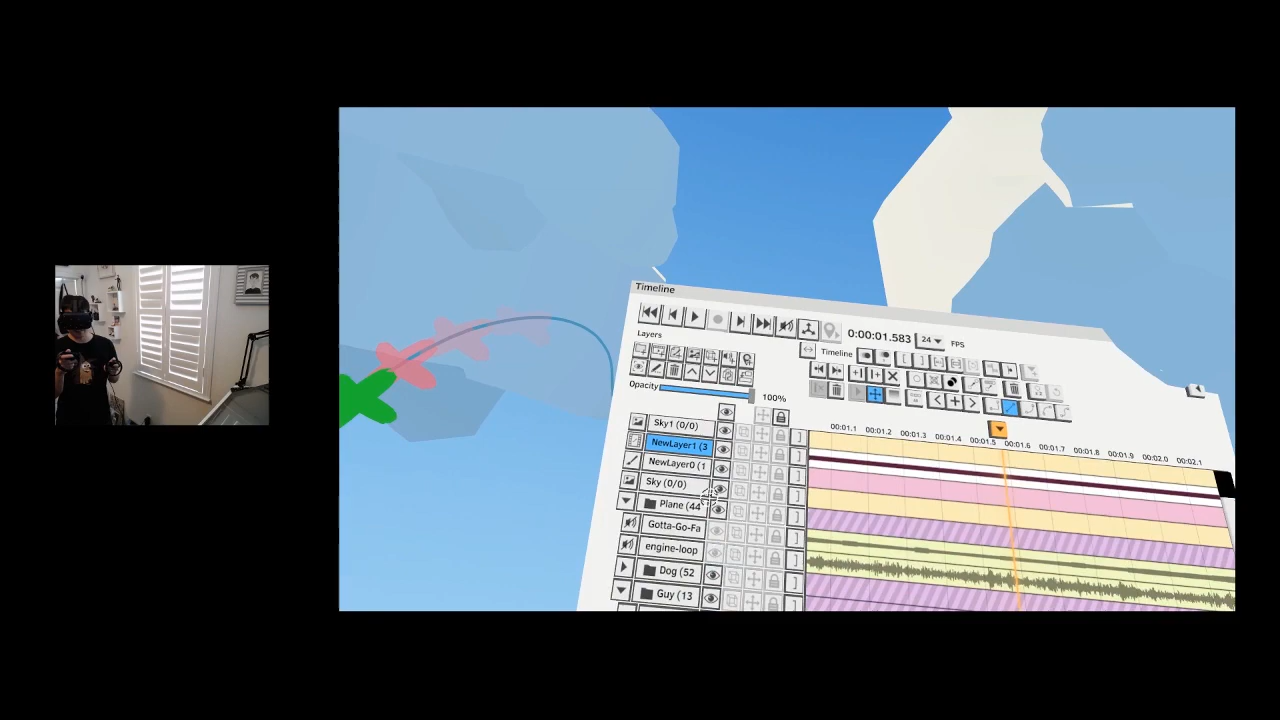 Timeline
0:00:01.583
24
FPS
Layers
Timeline
Opacity
100%
00:01.1 00:01.2 00:01.3 00:01.4 00:01.5 00:01.6 00:01.7 00:01.8 00:01.9 00:02.0 00:02.1
Sky1 (0/0)
NewLayer1 (3
NewLayer0 (1
Sky (0/0)
Plane (44
Gotta-Go-Fa
engine-loop
Dog (52
Guy (13